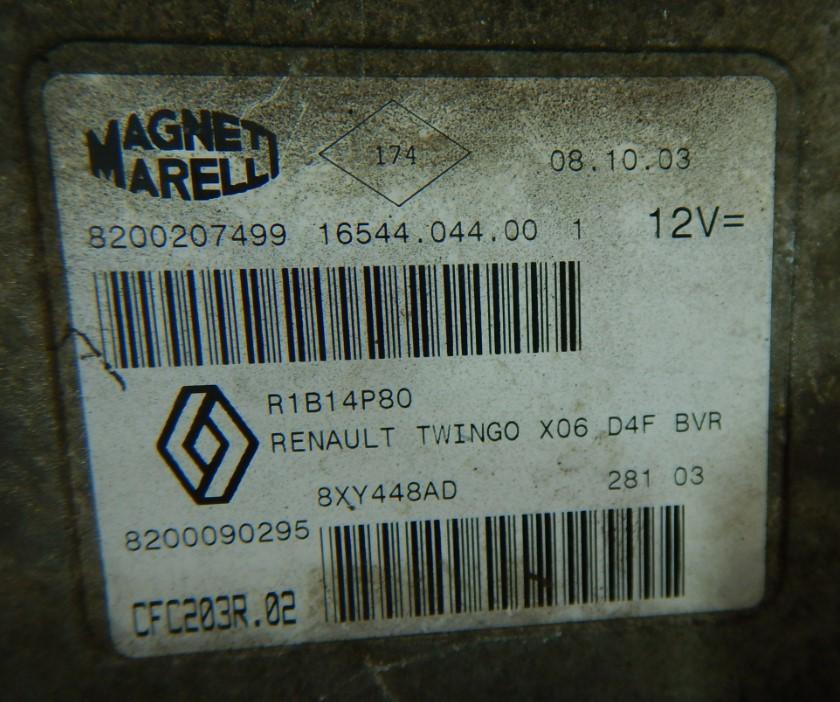 MAGNETI MARELLI 174 08.10.03
8200207499 16544.044.00 1 12V=
R1B14P80
RENAULT TWINGO X06 D4F BVR
8XY448AD 281 03
8200090295
CFC203R.02